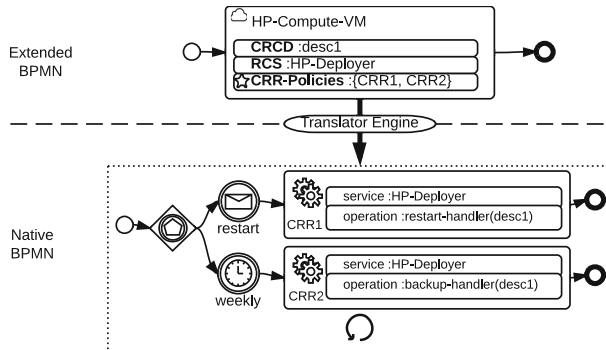 HP-Compute-VM
Extended
BPMN
CRCD :desc1
RCS :HP-Deployer
CRR-Policies :{CRR1, CRR2}
Translator Engine
Native
BPMN
restart
CRR1
service :HP-Deployer
operation :restart-handler(desc1)
weekly
CRR2
service :HP-Deployer
operation :backup-handler(desc1)